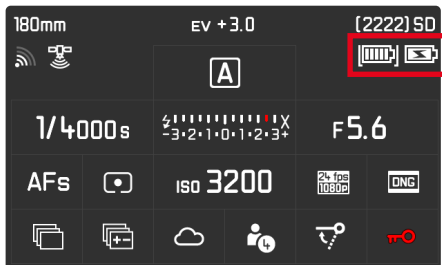 180mm EV +3.0 [2222] SD
A
1/4000s -3·2·1·0·1·2·3+ F5.6
AFs ISO 3200 24 fps 1080P DNG